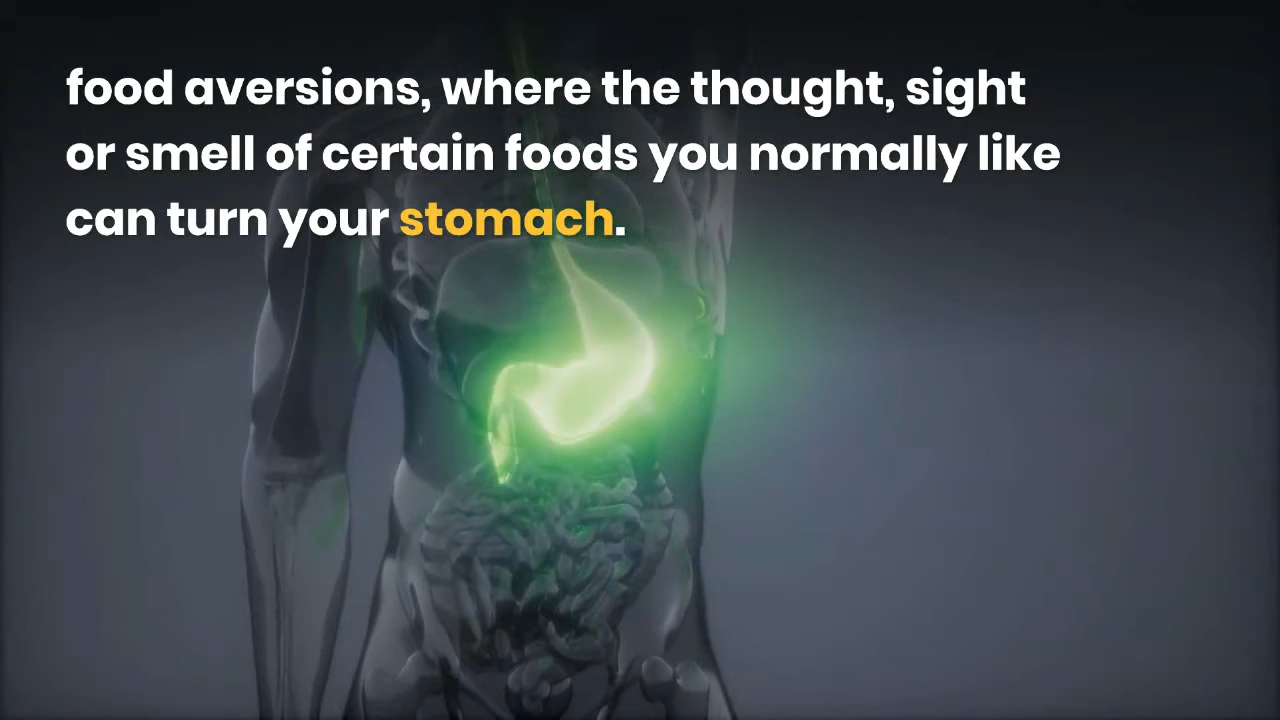 food aversions, where the thought, sight
or smell of certain foods you normally like
can turn your stomach.